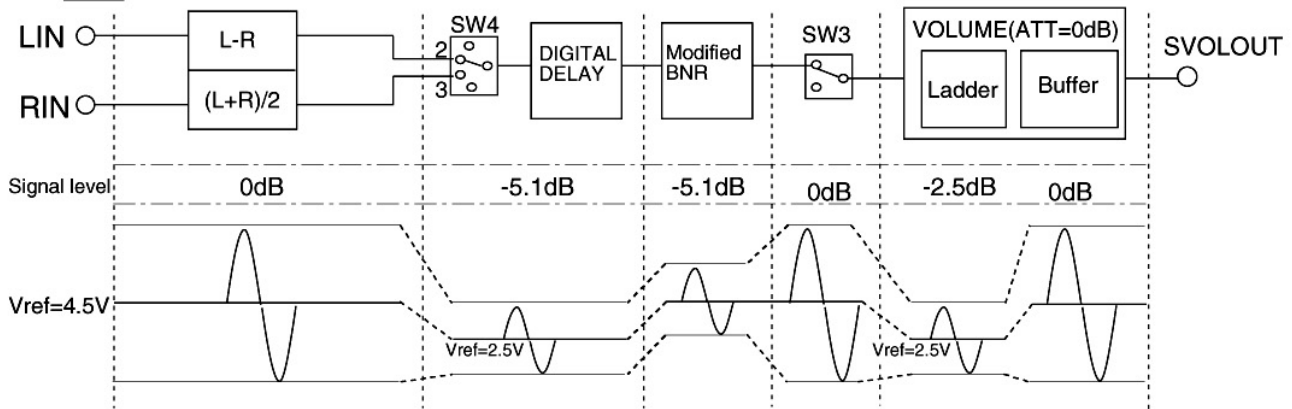 LIN
RIN
L-R
(L+R)/2
SW4
2
3
DIGITAL
DELAY
Modified
BNR
SW3
VOLUME(ATT=0dB)
Ladder
Buffer
SVOLOUT
Signal level
0dB
-5.1dB
-5.1dB
0dB
-2.5dB
0dB
Vref=4.5V
Vref=2.5V
Vref=2.5V